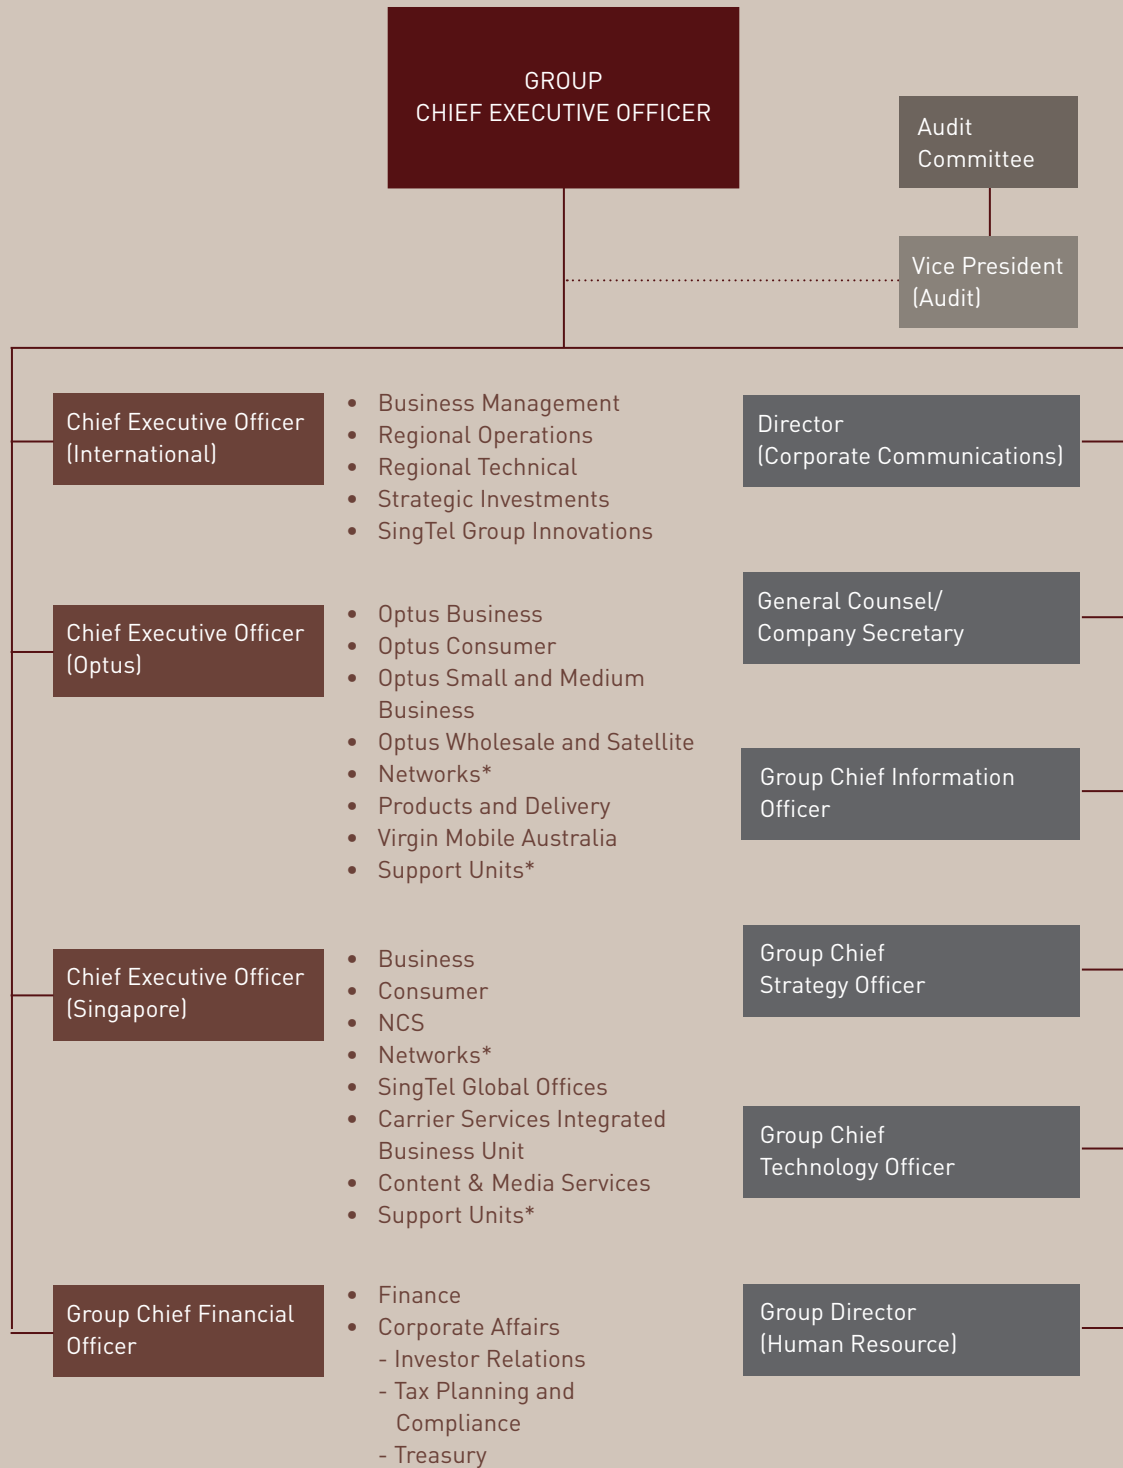 GROUP
CHIEF EXECUTIVE OFFICER
Audit
Committee
Vice President
(Audit)
Chief Executive Officer
(International)
• Business Management
• Regional Operations
• Regional Technical
• Strategic Investments
• SingTel Group Innovations
Director
(Corporate Communications)
Chief Executive Officer
(Optus)
• Optus Business
• Optus Consumer
• Optus Small and Medium
Business
• Optus Wholesale and Satellite
• Networks*
• Products and Delivery
• Virgin Mobile Australia
• Support Units*
General Counsel/
Company Secretary
Group Chief Information
Officer
Chief Executive Officer
(Singapore)
• Business
• Consumer
• NCS
• Networks*
• SingTel Global Offices
• Carrier Services Integrated
Business Unit
• Content & Media Services
• Support Units*
Group Chief
Strategy Officer
Group Chief
Technology Officer
Group Chief Financial
Officer
• Finance
• Corporate Affairs
- Investor Relations
- Tax Planning and
Compliance
- Treasury
Group Director
(Human Resource)